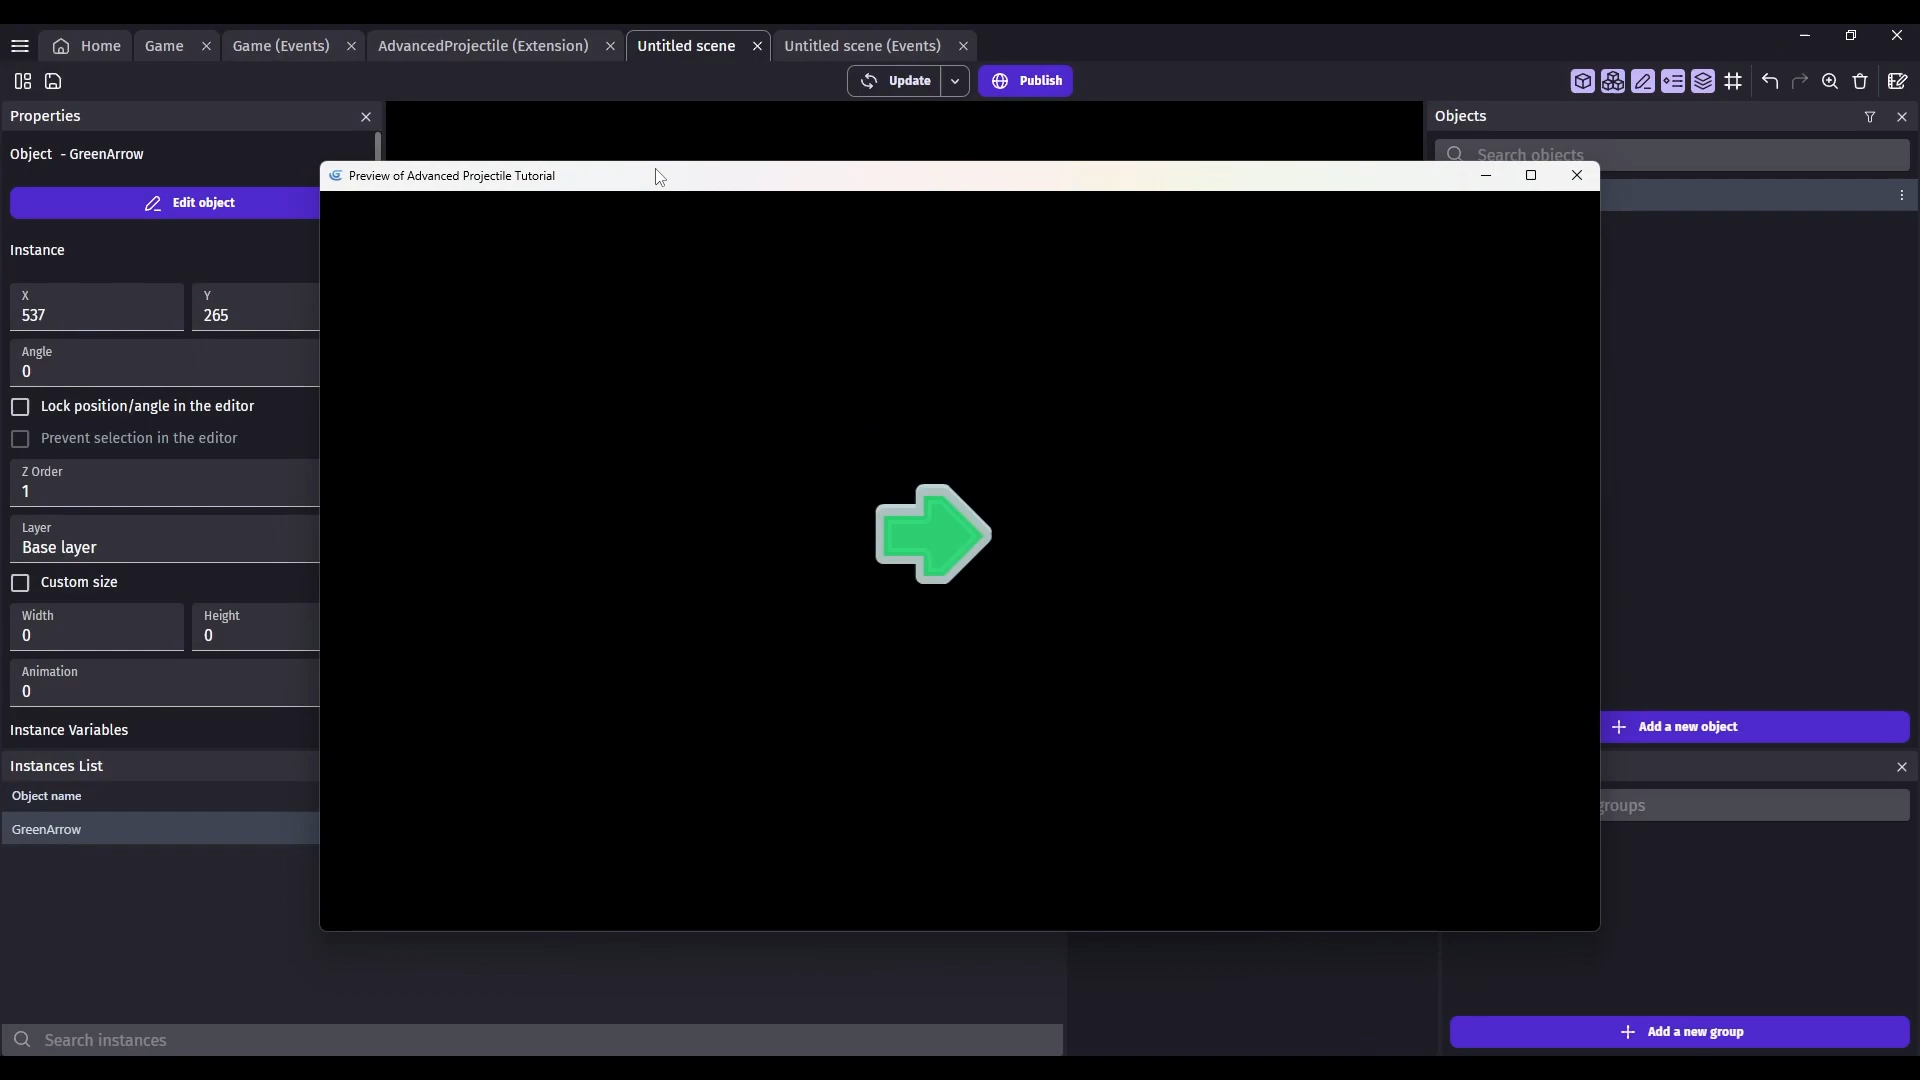 Home
Game
Game (Events)
AdvancedProjectile (Extension)
Untitled scene
Untitled scene (Events)
Update
Publish
Properties
Object - GreenArrow
Edit object
Instance
X
537
Y
265
Angle
0
Lock position/angle in the editor
Prevent selection in the editor
Z Order
1
Layer
Base layer
Custom size
Width
0
Height
0
Animation
0
Instance Variables
Instances List
Object name
GreenArrow
Search instances
Preview of Advanced Projectile Tutorial
Objects
Search objects
Add a new object
groups
Add a new group